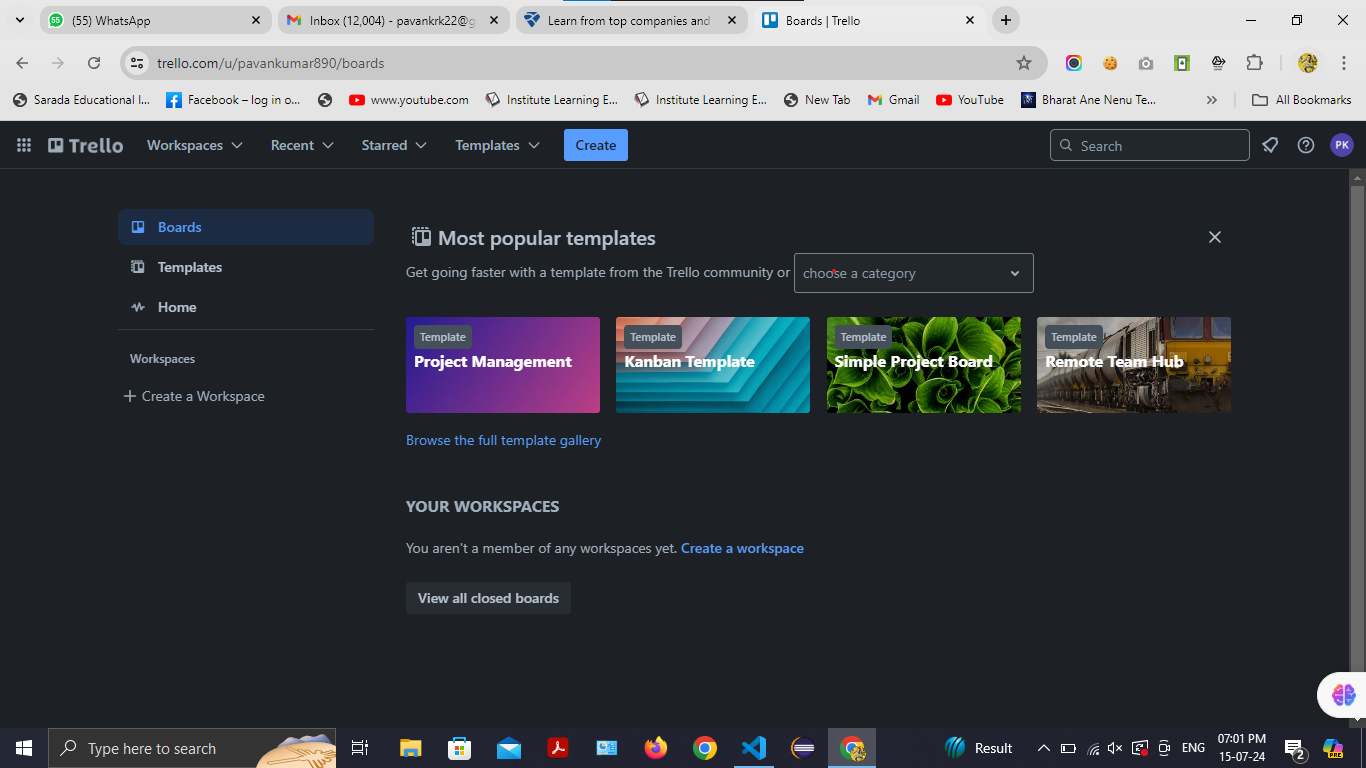 (55) WhatsApp
Inbox (12,004) - pavankrk22@g
Learn from top companies and
Boards | Trello
trello.com/u/pavankumar890/boards
Sarada Educational I...
Facebook – log in o...
www.youtube.com
Institute Learning E...
Institute Learning E...
New Tab
Gmail
YouTube
Bharat Ane Nenu Te...
All Bookmarks
Trello
Workspaces
Recent
Starred
Templates
Create
Search
PK
Boards
Templates
Home
Workspaces
Create a Workspace
Most popular templates
Get going faster with a template from the Trello community or
choose a category
Template
Project Management
Template
Kanban Template
Template
Simple Project Board
Template
Remote Team Hub
Browse the full template gallery
YOUR WORKSPACES
You aren't a member of any workspaces yet. Create a workspace
View all closed boards
Type here to search
Result
ENG
07:01 PM
15-07-24
2
PRE